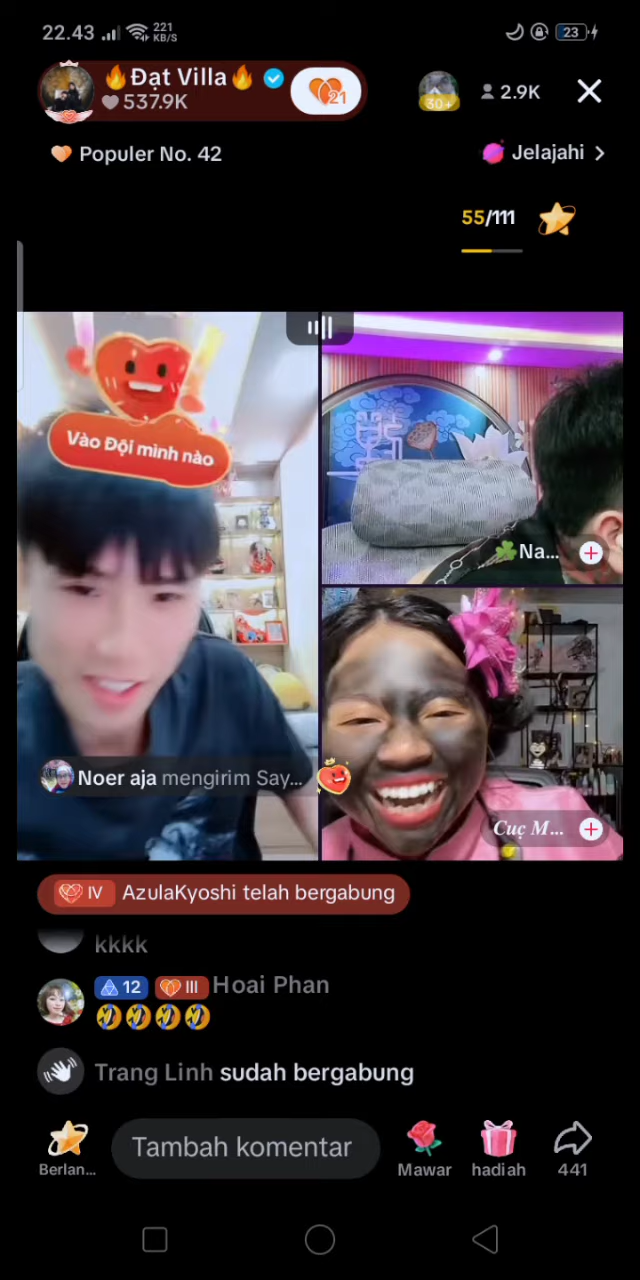 22.43
221
KB/S
23
🔥Đạt Villa🔥
537.9K
21
30+
2.9K
Populer No. 42
Jelajahi
55/111
Vào Đội mình nào
☘️Na...
Noer aja mengirim Say...
Cuç M...
IV AzulaKyoshi telah bergabung
kkkk
12 III Hoai Phan
🤣🤣🤣🤣
Trang Linh sudah bergabung
Berlan...
Tambah komentar
Mawar
hadiah
441